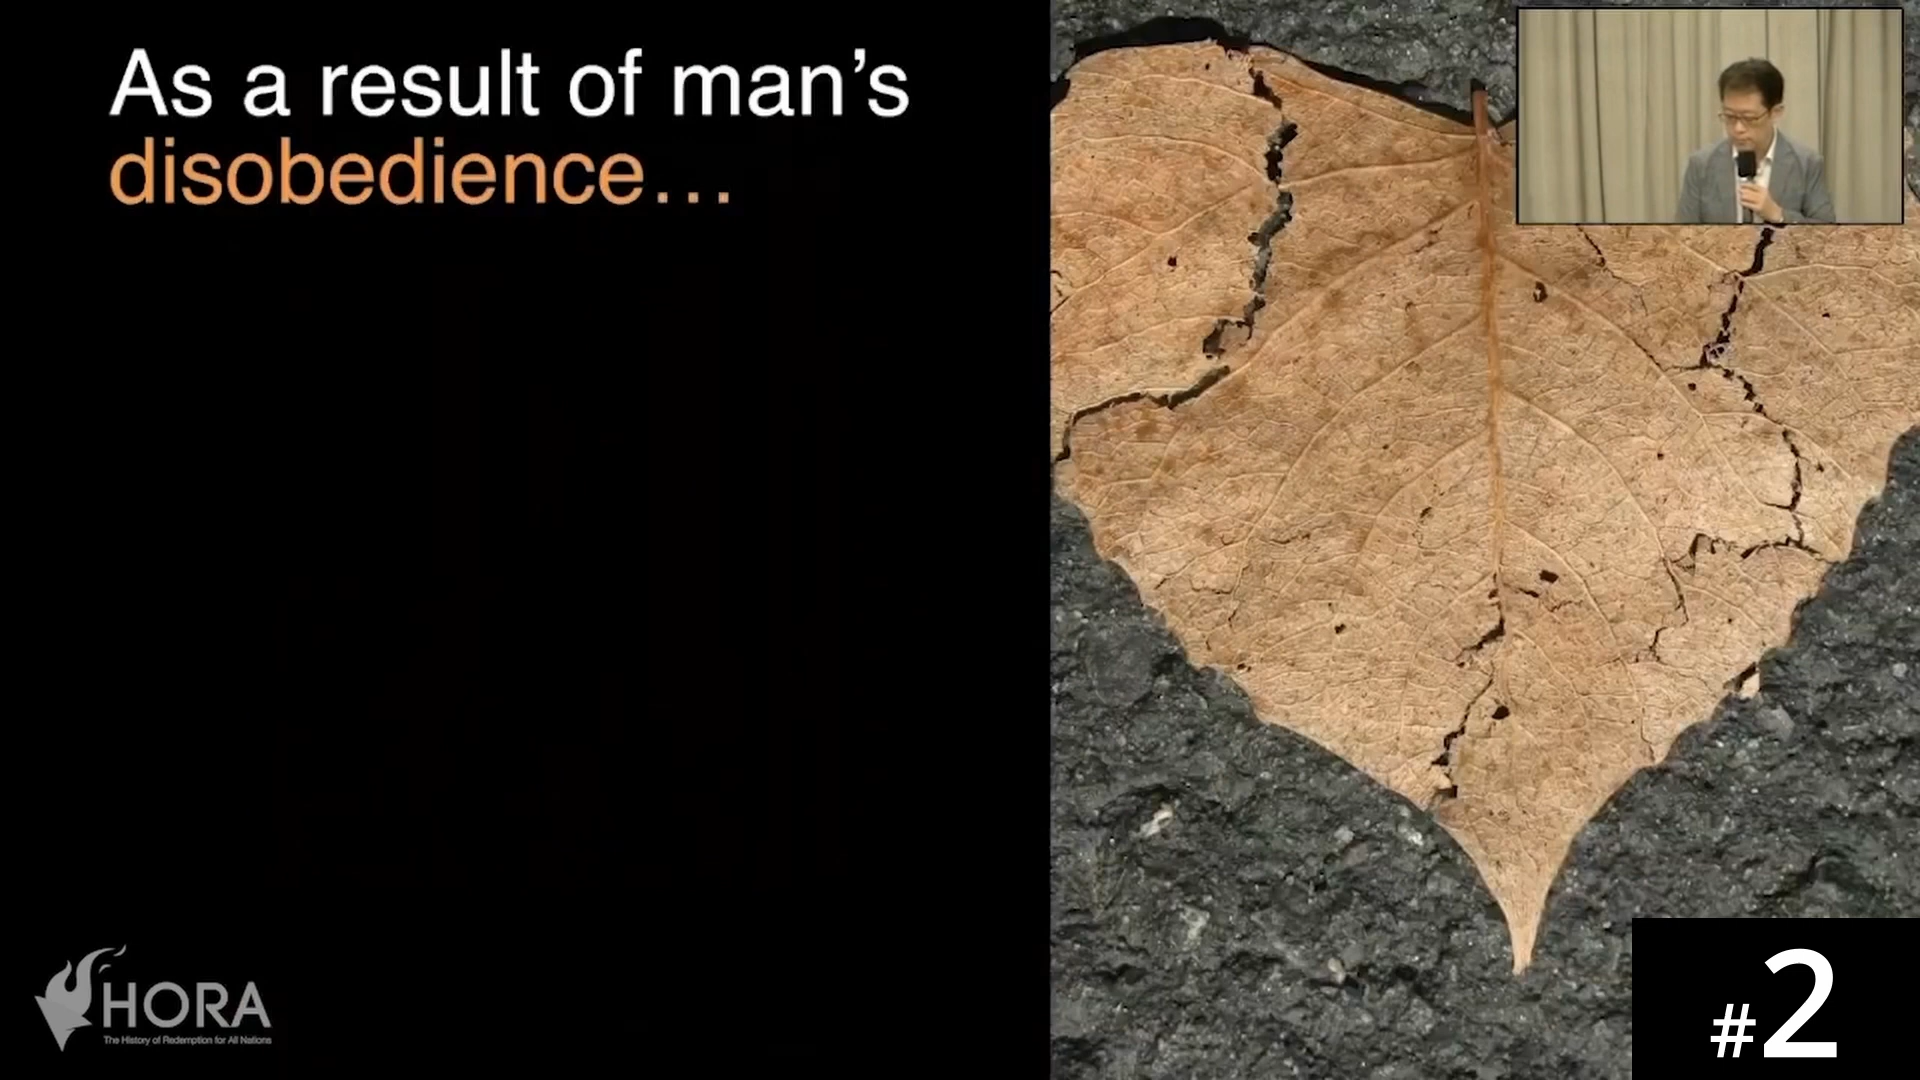 As a result of man’s
disobedience…
HORA
The History of Redemption for All Nations
#2